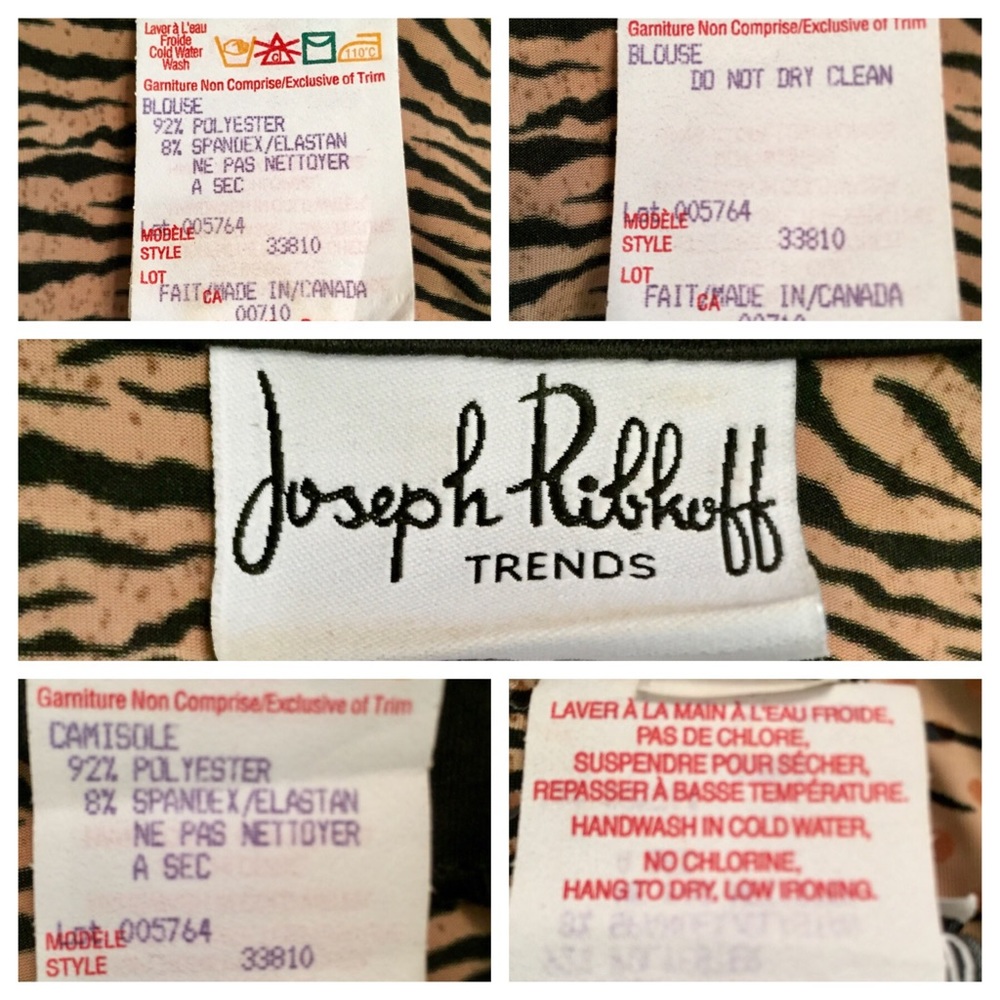 Laver à L'eau
Froide
Cold Water
Wash
cl
110°C
Garniture Non Comprise/Exclusive of Trim
BLOUSE
92% POLYESTER
8% SPANDEX/ELASTAN
NE PAS NETTOYER
A SEC
Lot 005764
MODÈLE
STYLE 33810
LOT
FAIT/MADE IN/CANADA
CA
00710
Garniture Non Comprise/Exclusive of Trim
BLOUSE
DO NOT DRY CLEAN
Lot 005764
MODÈLE
STYLE 33810
LOT
FAIT/MADE IN/CANADA
CA
Joseph Ribkoff
TRENDS
Garniture Non Comprise/Exclusive of Trim
CAMISOLE
92% POLYESTER
8% SPANDEX/ELASTAN
NE PAS NETTOYER
A SEC
Lot 005764
MODÈLE
STYLE 33810
LAVER À LA MAIN À L'EAU FROIDE,
PAS DE CHLORE,
SUSPENDRE POUR SÉCHER,
REPASSER À BASSE TEMPÉRATURE.
HANDWASH IN COLD WATER,
NO CHLORINE,
HANG TO DRY, LOW IRONING.